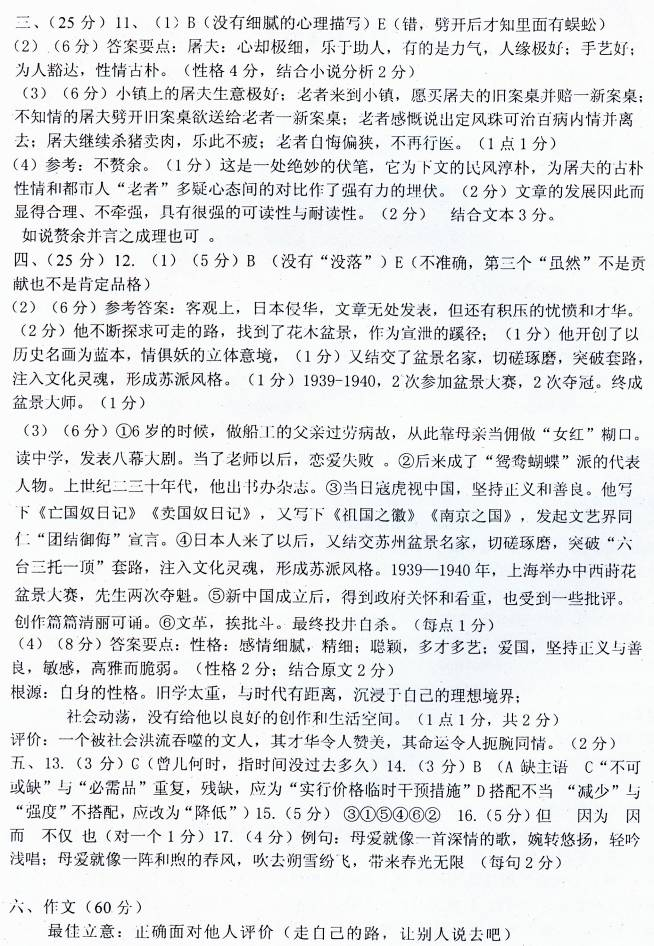 三、（25分）11、（1）B（没有细腻的心理描写）E（错，劈开后才知里面有蜈蚣）
（2）（6分）答案要点：屠夫：心却极细，乐于助人，有的是力气，人缘极好；手艺好；
为人豁达，性情古朴。（性格4分，结合小说分析2分）
（3）（6分）小镇上的屠夫生意极好；老者来到小镇，愿买屠夫的旧案桌并赔一新案桌；
不知情的屠夫劈开旧案桌欲送给老者一新案桌；老者感慨说出定风珠可治百病内情并离
去；屠夫继续杀猪卖肉，乐此不疲；老者自悔偏狭，不再行医。（1点1分）
（4）参考：不赘余。（1分）这是一处绝妙的伏笔，它为下文的民风淳朴，为屠夫的古朴
性情和都市人“老者”多疑心态间的对比作了强有力的埋伏。（2分）文章的发展因此而
显得合理、不牵强，具有很强的可读性与耐读性。（2分） 结合文本3分。
如说赘余并言之成理也可 。
四、（25分）12.（1）（5分）B （没有“没落”）E（不准确，第三个“虽然”不是贡
献也不是肯定品格）
（2）（6分）参考答案：客观上，日本侵华，文章无处发表，但还有积压的忧愤和才华。
（2分）他不断探求可走的路，找到了花木盆景，作为宣泄的蹊径；（1分）他开创了以
历史名画为蓝本，情俱妖的立体意境，（1分）又结交了盆景名家，切磋琢磨，突破套路，
注入文化灵魂，形成苏派风格。（1分）1939-1940，2次参加盆景大赛，2次夺冠。终成
盆景大师。（1分）
（3）（6分）①6岁的时候，做船工的父亲过劳病故，从此靠母亲当佣做“女红”糊口。
读中学，发表八幕大剧。当了老师以后，恋爱失败 。②后来成了“鸳鸯蝴蝶”派的代表
人物。上世纪二三十年代，他出书办杂志。③当日寇虎视中国，坚持正义和善良。他写
下《亡国奴日记》《卖国奴日记》，又写下《祖国之徽》《南京之国》，发起文艺界同
仁“团结御侮”宣言。④日本人来了以后，又结交苏州盆景名家，切磋琢磨，突破“六
台三托一顶”套路，注入文化灵魂，形成苏派风格。1939—1940年，上海举办中西莳花
盆景大赛，先生两次夺魁。⑤新中国成立后，得到政府关怀和看重，也受到一些批评。
创作篇篇清丽可诵。⑥文革，挨批斗。最终投井自杀。（每点1分）
（4）（8分）答案要点：性格：感情细腻，精细；聪颖，多才多艺；爱国，坚持正义与善
良，敏感，高雅而脆弱。（性格2分；结合原文2分）
根源：自身的性格。旧学太重，与时代有距离，沉浸于自己的理想境界；
社会动荡，没有给他以良好的创作和生活空间。（1点1分，共2分）
评价：一个被社会洪流吞噬的文人，其才华令人赞美，其命运令人扼腕同情。（2分）
五、13.（3分）C（曾几何时，指时间没过去多久）14.（3分）B （A缺主语 C“不可
或缺”与“必需品”重复，残缺，应为“实行价格临时干预措施”D搭配不当 “减少”与
“强度”不搭配，应改为“降低”）15.（5分） ③①⑤④⑥② 16.（5分）但 因为 因
而 不仅 也（对一个1分）17.（4分）例句：母爱就像一首深情的歌，婉转悠扬，轻吟
浅唱；母爱就像一阵和煦的春风，吹去朔雪纷飞，带来春光无限 （每句2分）
六、作文（60分）
最佳立意：正确面对他人评价（走自己的路，让别人说去吧）